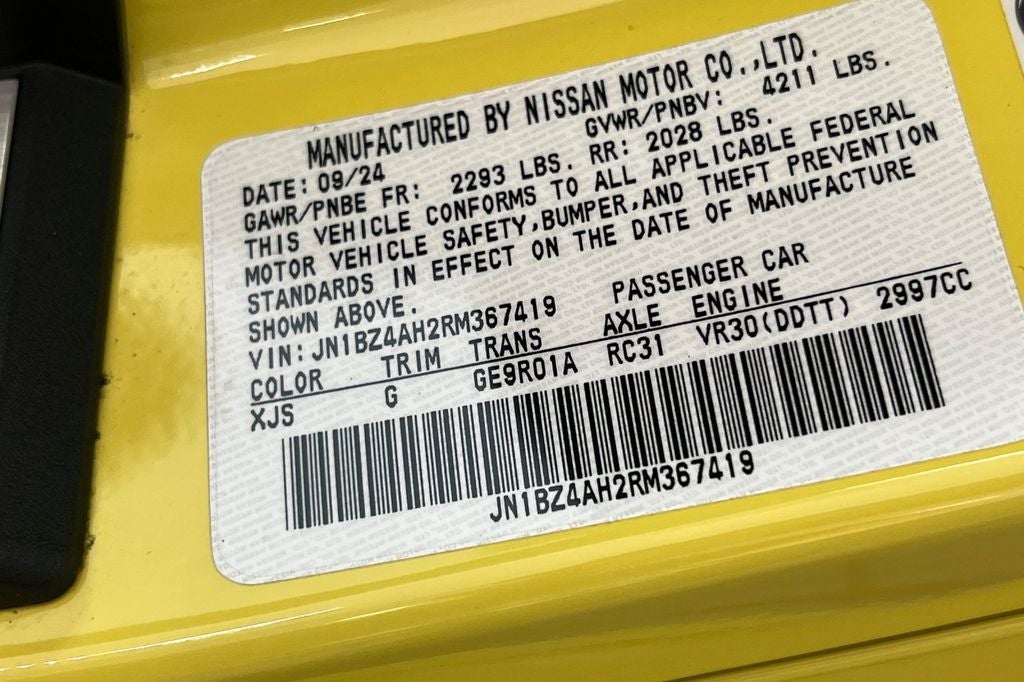 MANUFACTURED BY NISSAN MOTOR CO.,LTD.
DATE: 09/24 GVWR/PNBV: 4211 LBS.
GAWR/PNBE FR: 2293 LBS. RR: 2028 LBS.
THIS VEHICLE CONFORMS TO ALL APPLICABLE FEDERAL
MOTOR VEHICLE SAFETY,BUMPER,AND THEFT PREVENTION
STANDARDS IN EFFECT ON THE DATE OF MANUFACTURE
SHOWN ABOVE.
VIN: JN1BZ4AH2RM367419 PASSENGER CAR
COLOR TRIM TRANS AXLE ENGINE
XJS G GE9R01A RC31 VR30(DDTT) 2997CC
JN1BZ4AH2RM367419